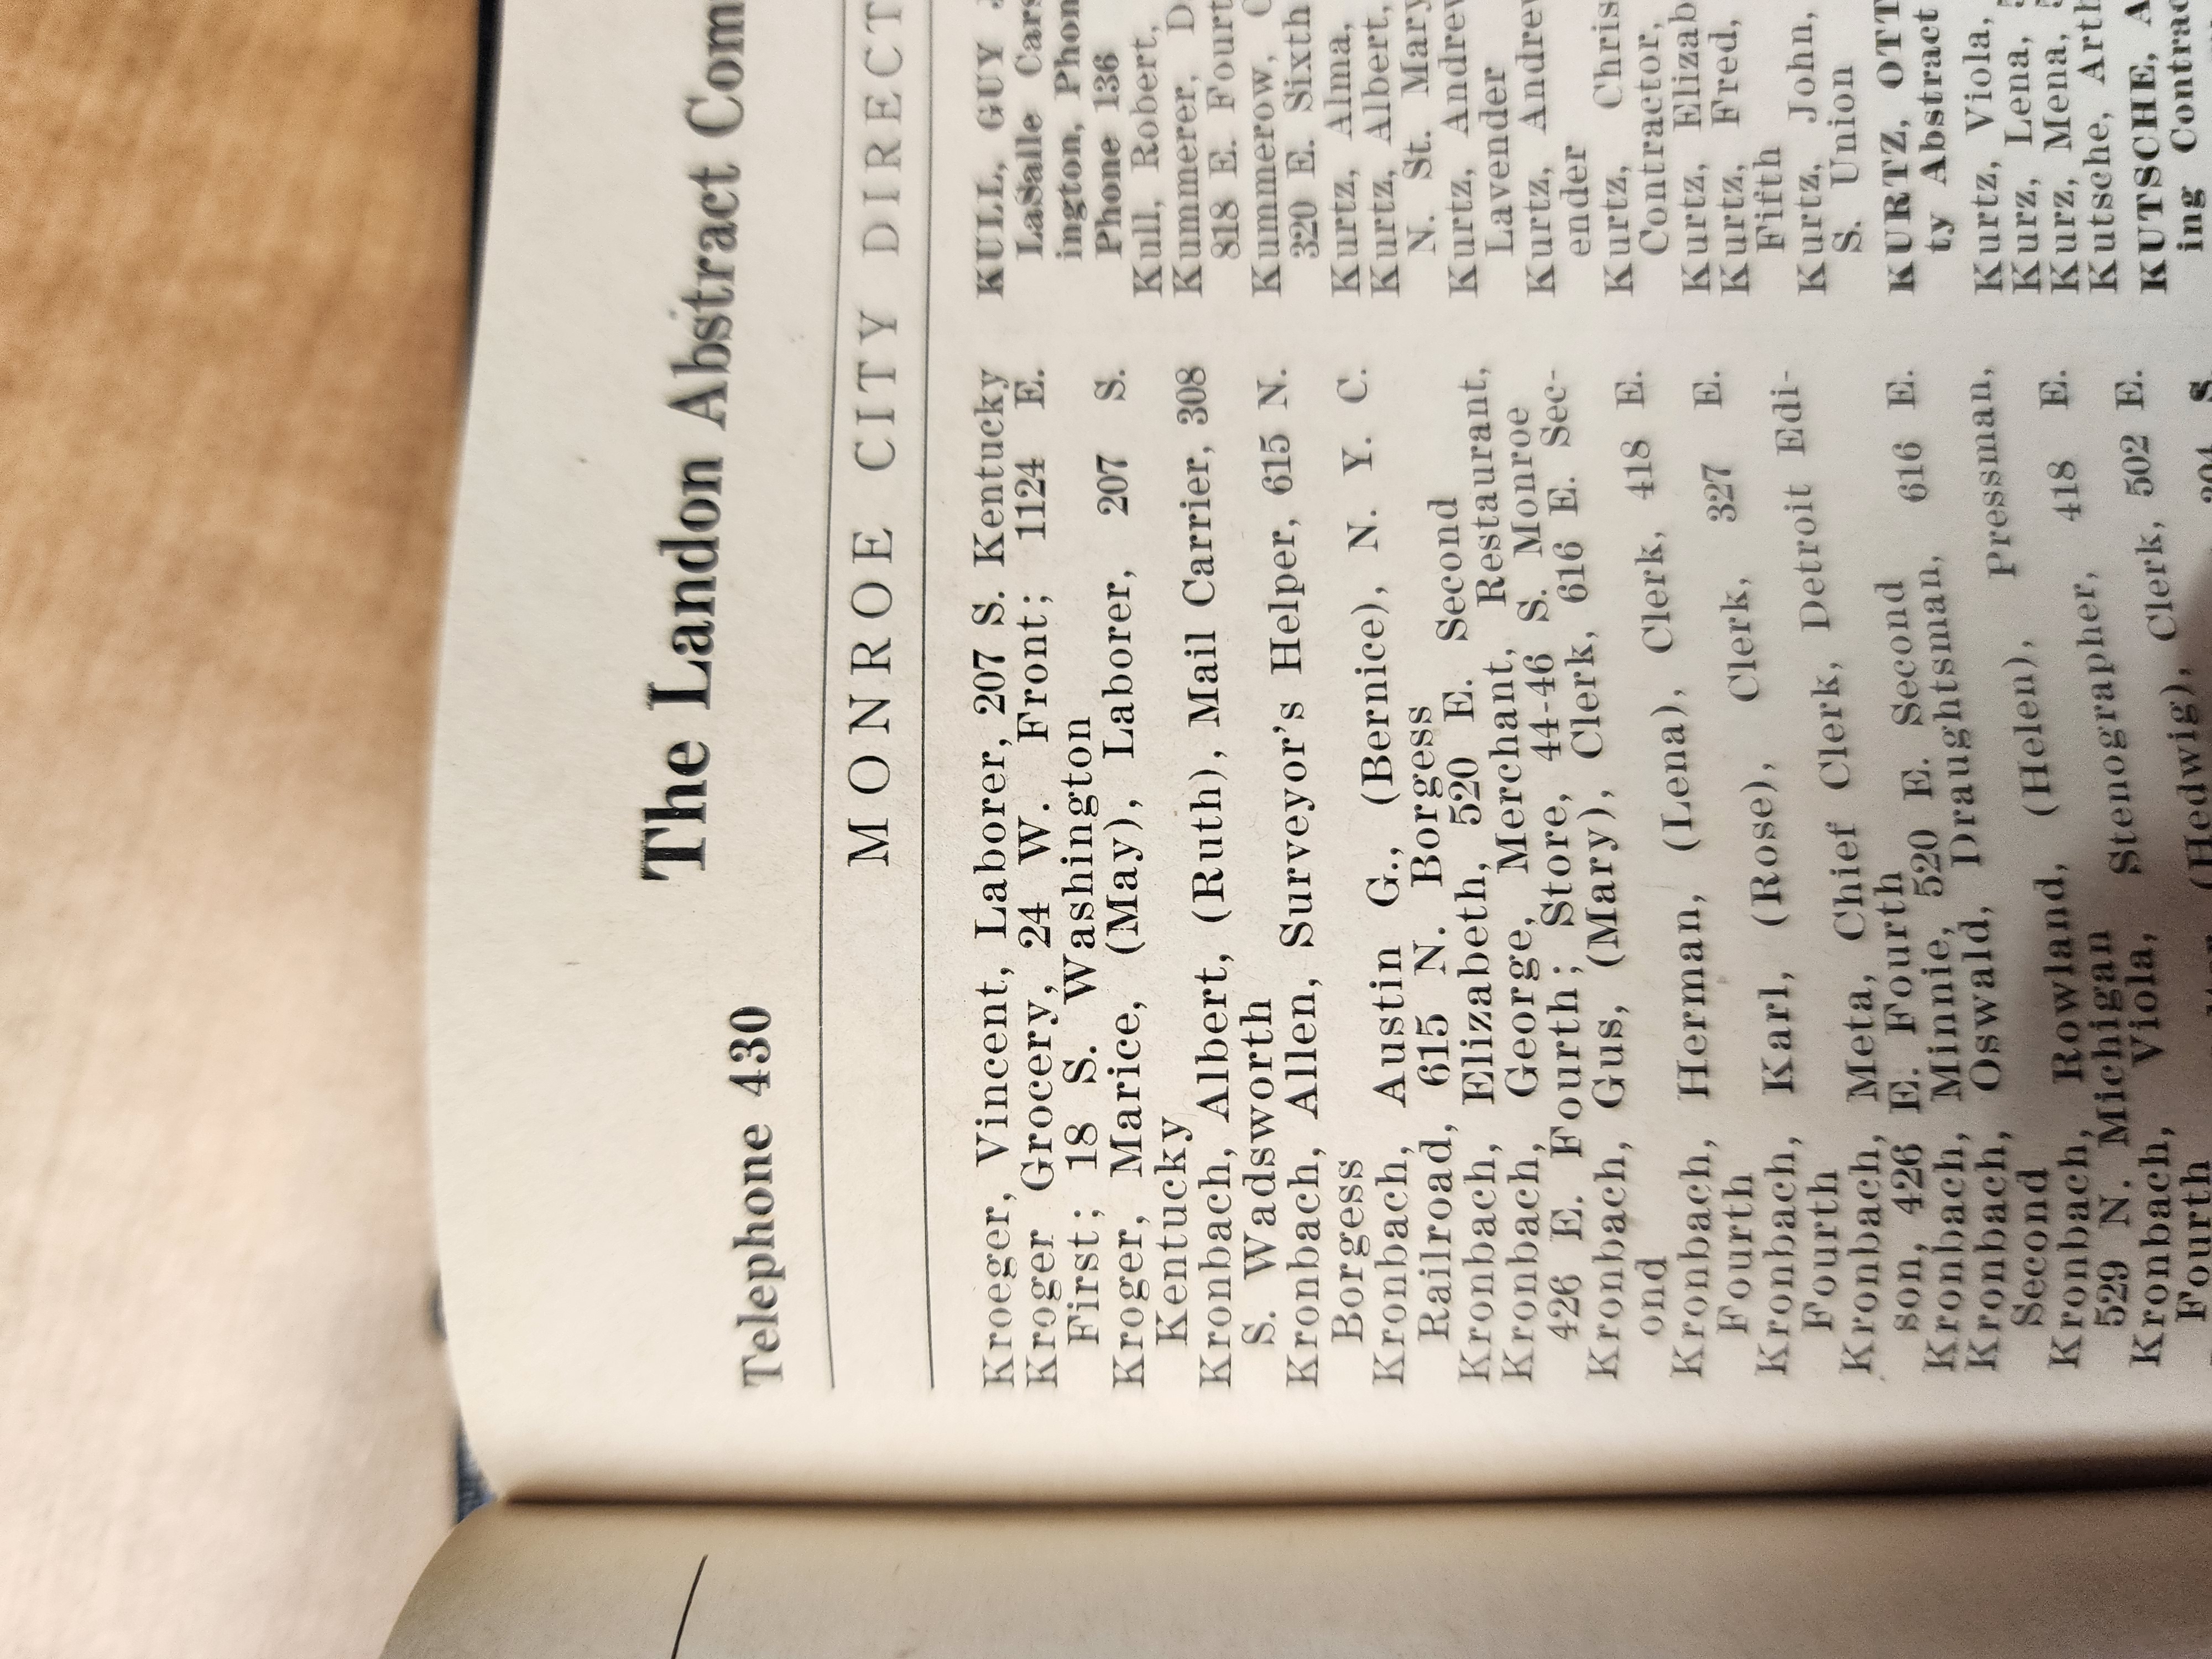 Telephone 430 The Landon Abstract Com
MONROE CITY DIRECT
Kroeger, Vincent, Laborer, 207 S. Kentucky
Kroger Grocery, 24 W. Front; 1124 E.
First; 18 S. Washington
Kroger, Marice, (May), Laborer, 207 S.
Kentucky
Kronbach, Albert, (Ruth), Mail Carrier, 308
S. Wadsworth
Kronbach, Allen, Surveyor's Helper, 615 N.
Borgess
Kronbach, Austin G., (Bernice), N. Y. C.
Railroad, 615 N. Borgess
Kronbach, Elizabeth, 520 E. Second
Kronbach, George, Merchant, Restaurant,
426 E. Fourth; Store, 44-46 S. Monroe
Kronbach, Gus, (Mary), Clerk, 616 E. Sec-
ond
Kronbach, Herman, (Lena), Clerk, 418 E.
Fourth
Kronbach, Karl, (Rose), Clerk, 327 E.
Fourth
Kronbach, Meta, Chief Clerk, Detroit Edi-
son, 426 E. Fourth
Kronbach, Minnie, 520 E. Second
Kronbach, Oswald, Draughtsman, 616 E.
Second
Kronbach, Rowland, (Helen), Pressman,
529 N. Michigan
Kronbach, Viola, Stenographer, 418 E.
Fourth
(Hedwig), Clerk, 502 E.
304 S.
KULL, GUY
LaSalle Cars
ington, Phon
Phone 136
Kull, Robert,
Kummerer, D
818 E. Fourt
Kummerow, C
320 E. Sixth
Kurtz, Alma,
Kurtz, Albert,
N. St. Mary
Kurtz, Andrew
Lavender
Kurtz, Andrew
ender
Kurtz, Chris
Contractor,
Kurtz, Elizab
Kurtz, Fred,
Fifth
Kurtz, John,
S. Union
KURTZ, OTT
ty Abstract
Kurtz, Viola,
Kurz, Lena, 5
Kurz, Mena, 5
Kutsche, Arth
KUTSCHE, A
ing Contrac